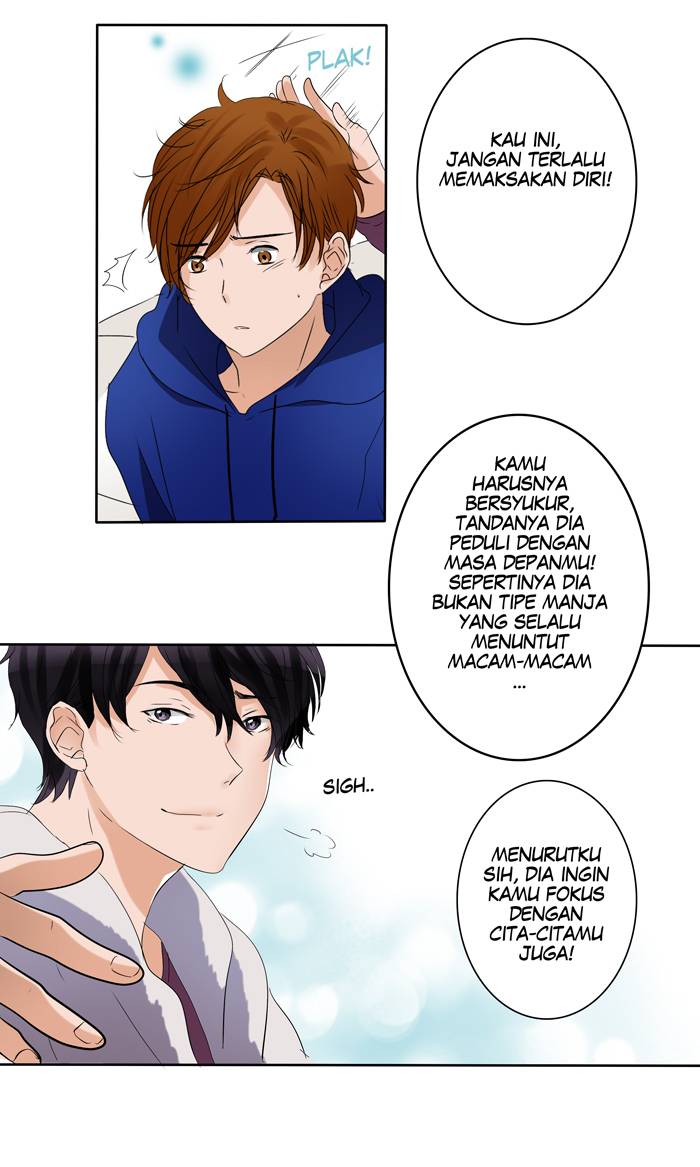 PLAK!
KAU INI,
JANGAN TERLALU
MEMAKSAKAN DIRI!
KAMU
HARUSNYA
BERSYUKUR,
TANDANYA DIA
PEDULI DENGAN
MASA DEPANMU!
SEPERTINYA DIA
BUKAN TIPE MANJA
YANG SELALU
MENUNTUT
MACAM-MACAM
...
SIGH..
MENURUTKU
SIH, DIA INGIN
KAMU FOKUS
DENGAN
CITA-CITAMU
JUGA!